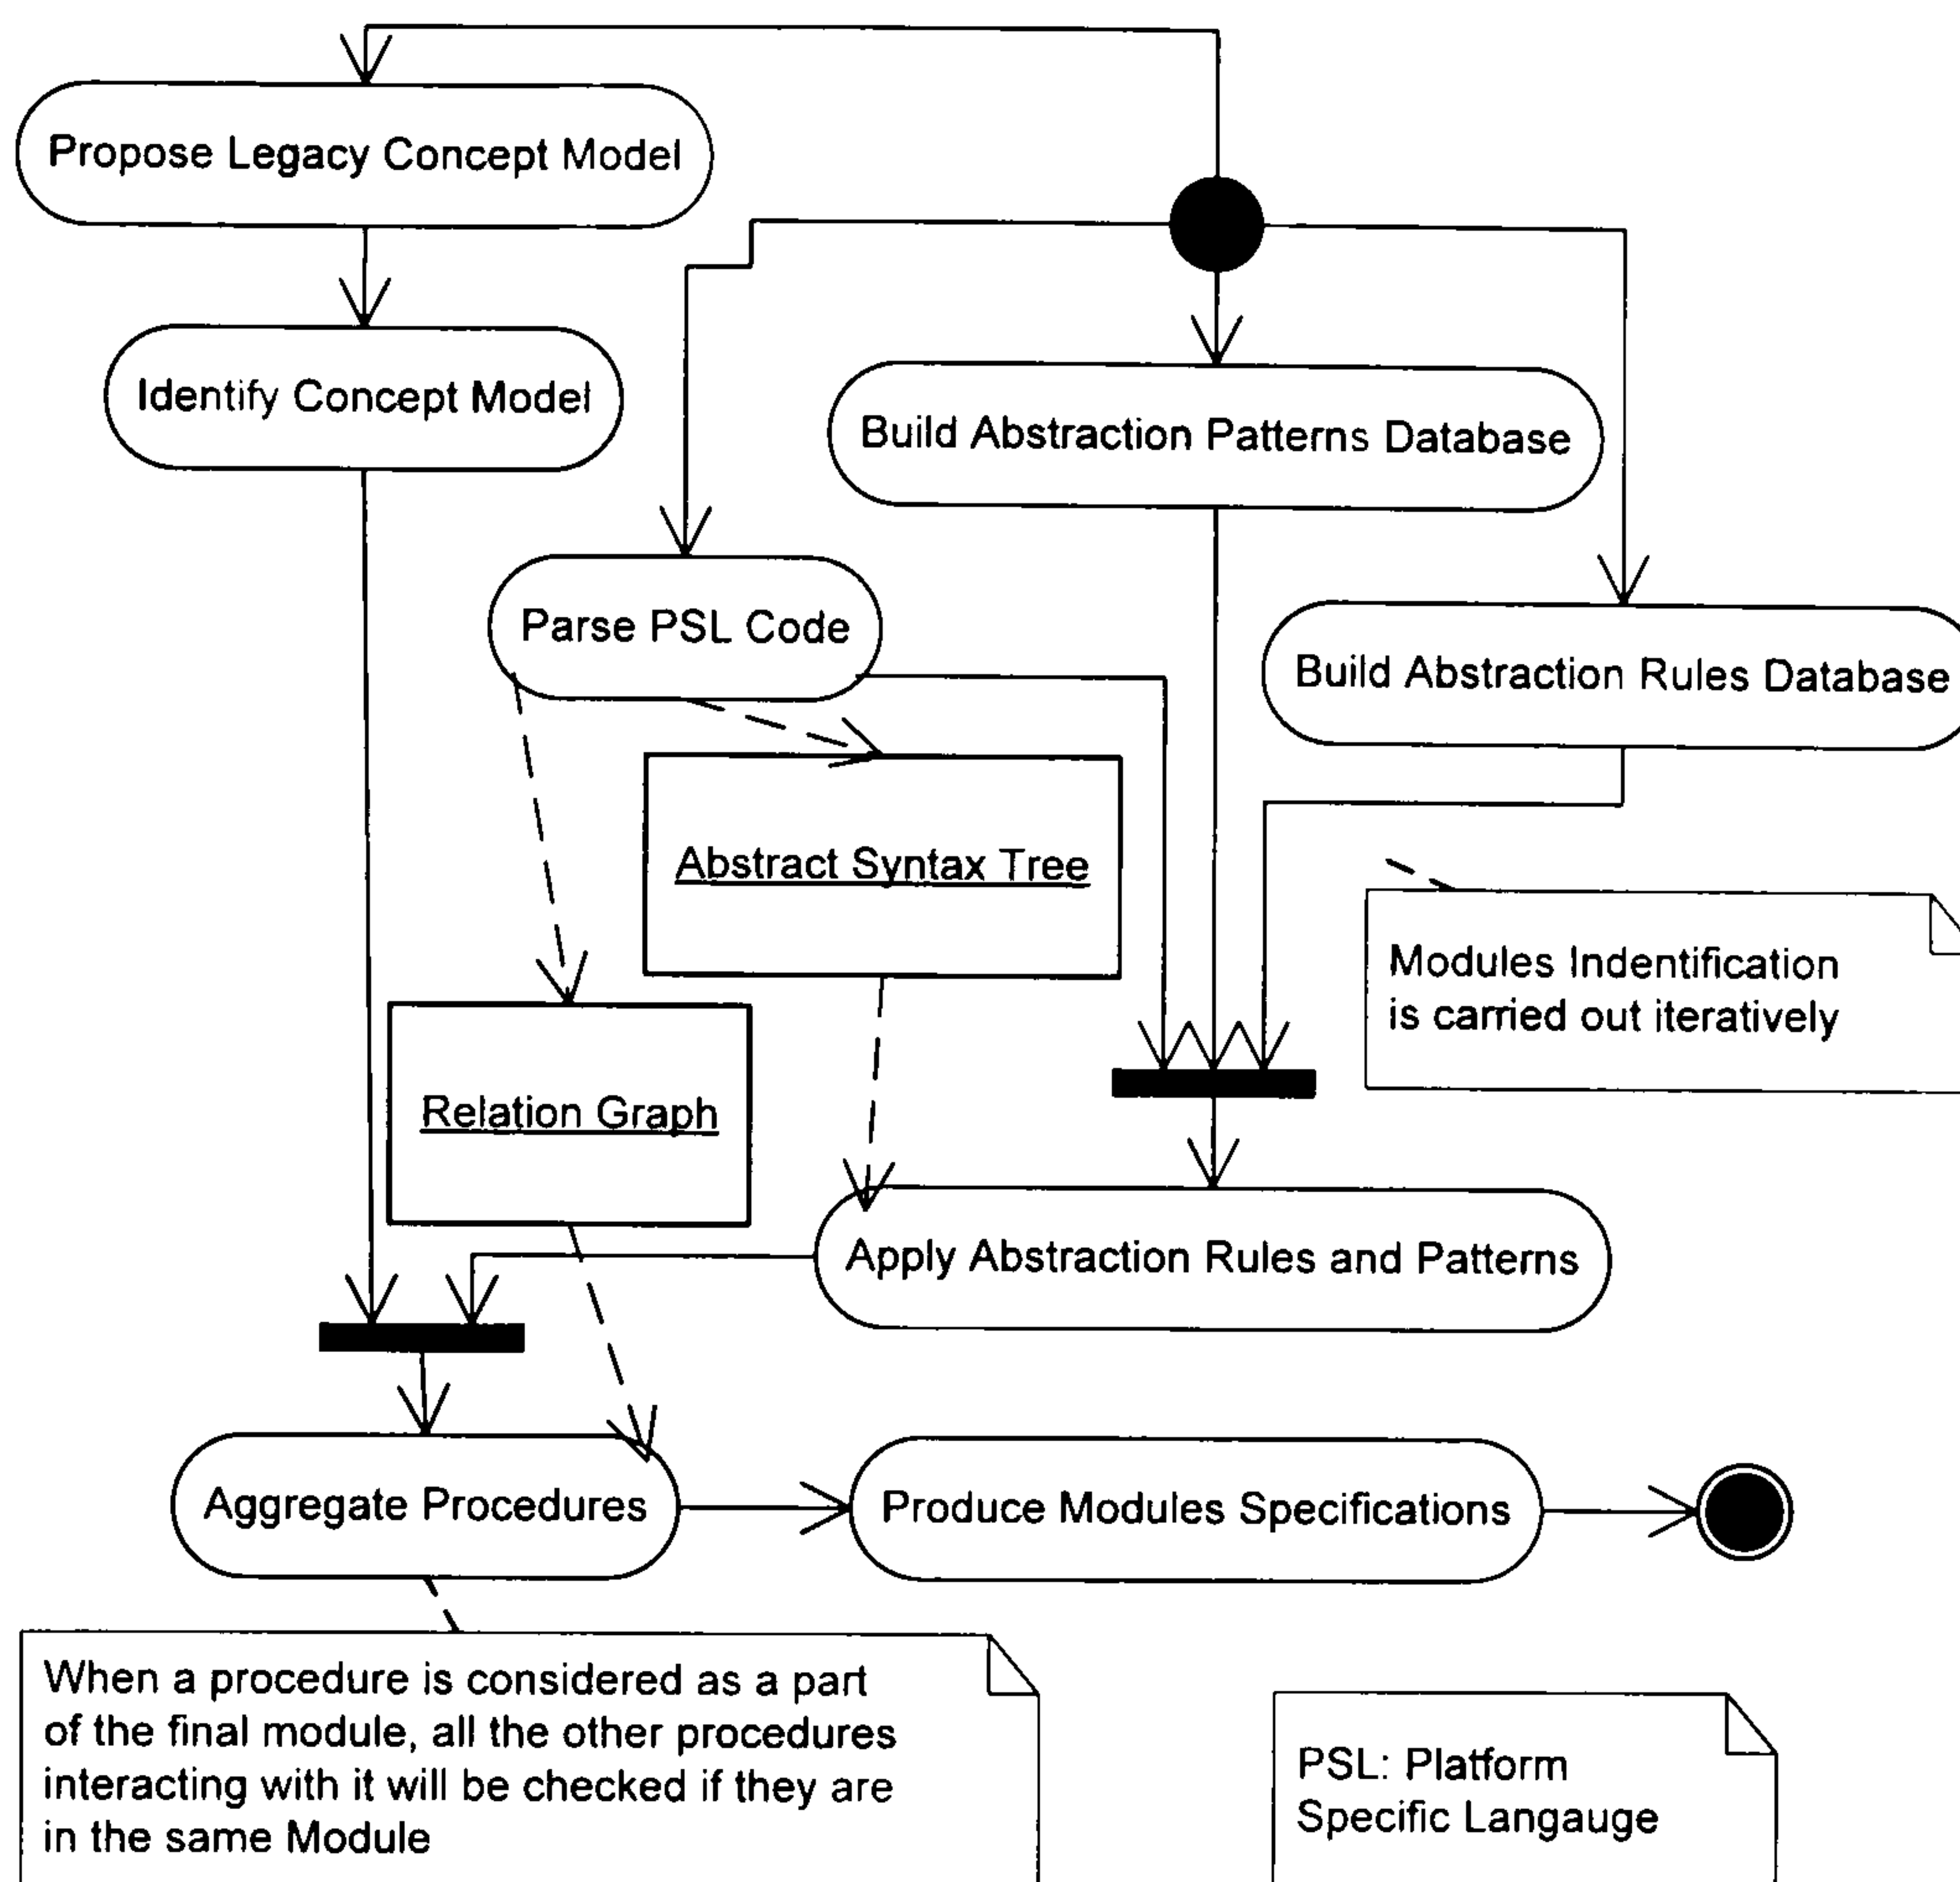 Propose Legacy Concept Model
Identify Concept Model
Build Abstraction Patterns Database
Parse PSL Code
Build Abstraction Rules Database
Abstract Syntax Tree
Modules Indentification
is carried out iteratively
Relation Graph
Apply Abstraction Rules and Patterns
Aggregate Procedures
Produce Modules Specifications
When a procedure is considered as a part
of the final module, all the other procedures
interacting with it will be checked if they are
in the same Module
PSL: Platform
Specific Langauge